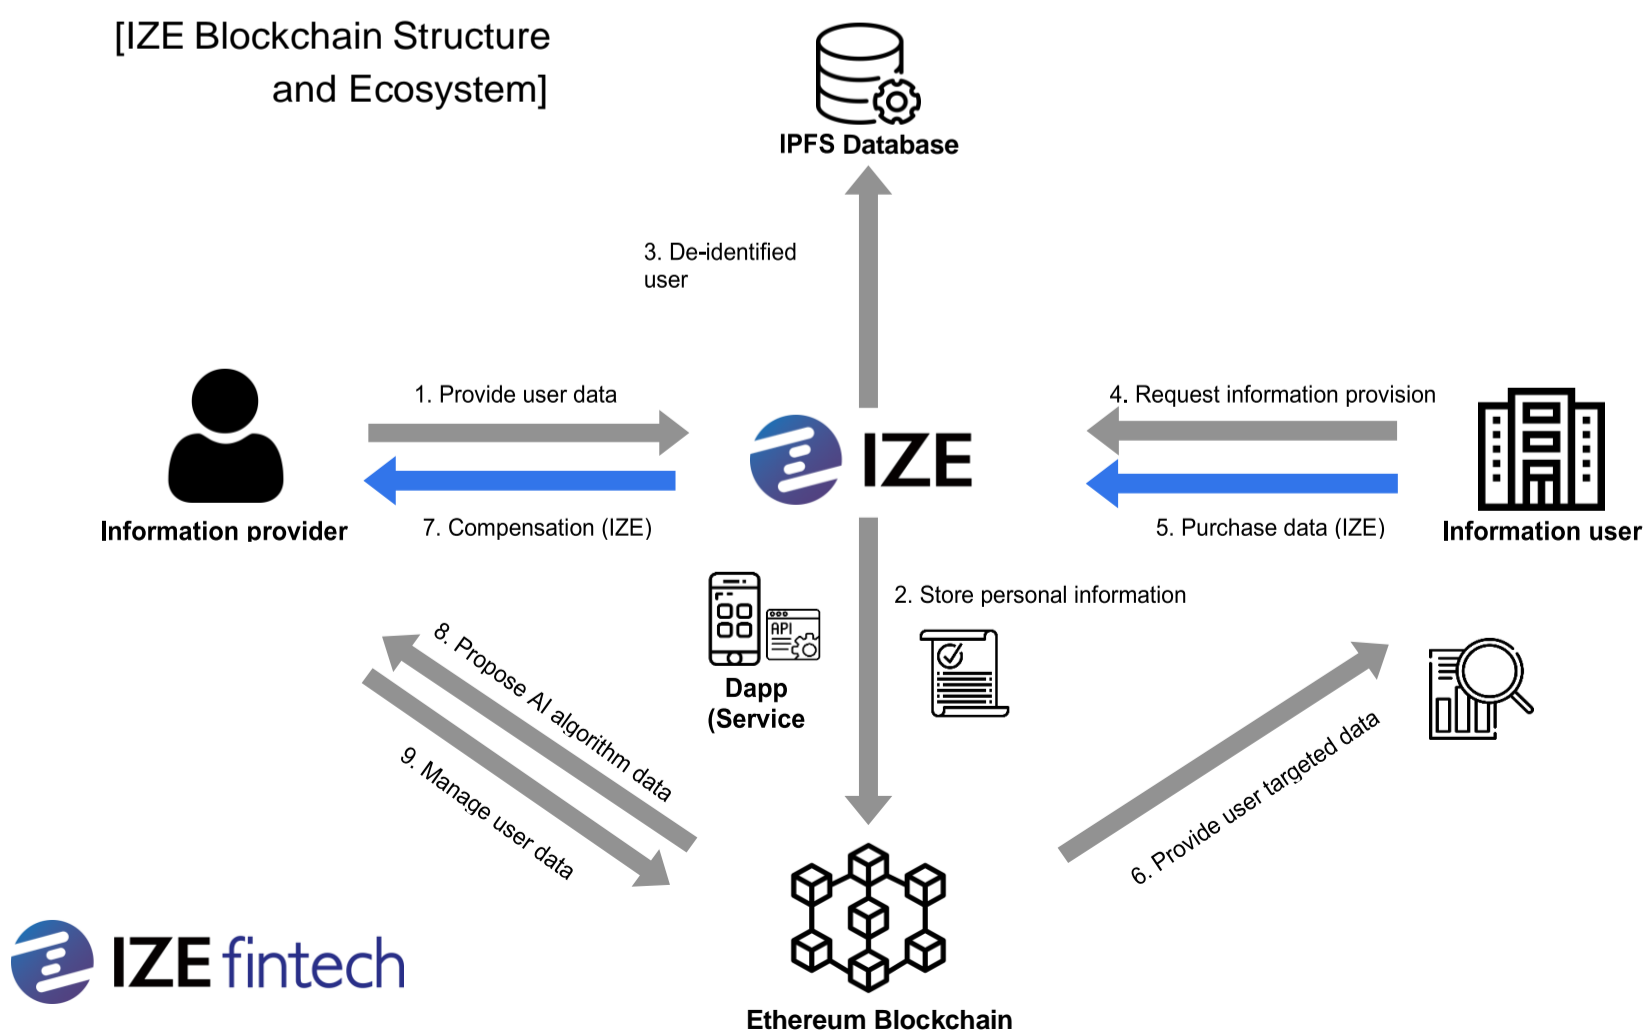 [IZE Blockchain Structure
and Ecosystem]
IPFS Database
3. De-identified
user
1. Provide user data
4. Request information provision
IZE
7. Compensation (IZE)
5. Purchase data (IZE)
Information provider
Information user
2. Store personal information
API
Dapp
(Service
8. Propose AI algorithm data
9. Manage user data
6. Provide user targeted data
IZE fintech
Ethereum Blockchain